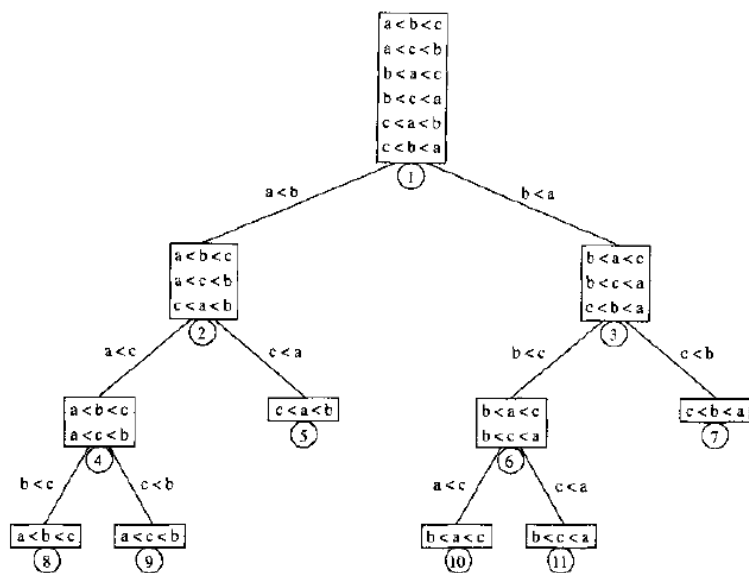 a < b < c
a < c < b
b < a < c
b < c < a
c < a < b
c < b < a
1
a < b
b < a
a < b < c
a < c < b
c < a < b
2
b < a < c
b < c < a
c < b < a
3
a < c
c < a
b < c
c < b
a < b < c
a < c < b
4
c < a < b
5
b < a < c
b < c < a
6
c < b < a
7
b < c
c < b
a < c
c < a
a < b < c
8
a < c < b
9
b < a < c
10
b < c < a
11